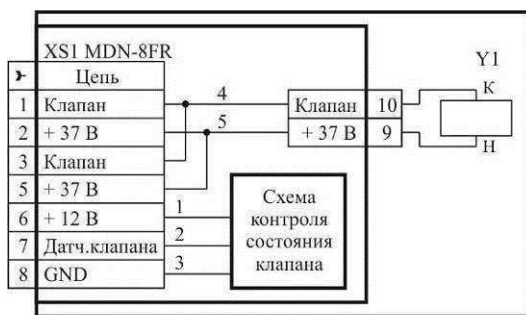 XS1 MDN-8FR
Цепь
1 Клапан
2 + 37 В
3 Клапан
5 + 37 В
6 + 12 В
7 Датч.клапана
8 GND
4
5
1
2
3
Клапан 10
+ 37 В 9
Схема
контроля
состояния
клапана
Y1
К
Н